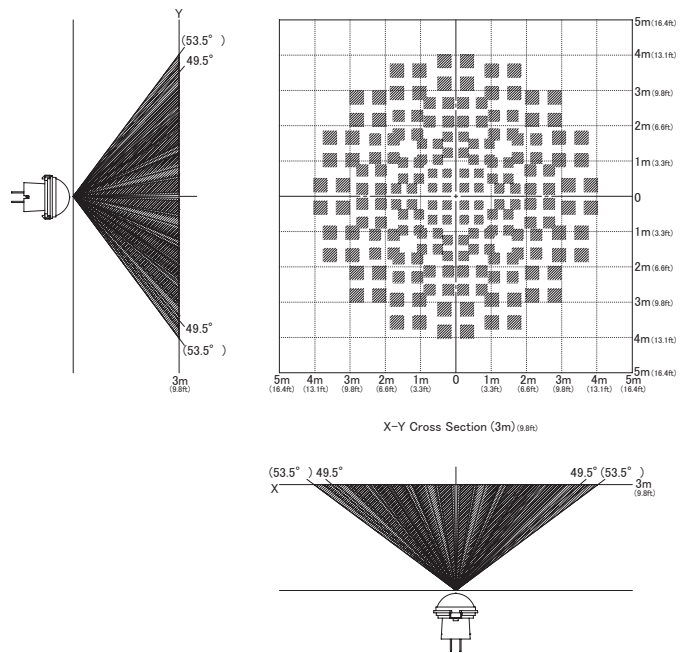 Y
(53.5° )
49.5°
49.5°
(53.5° )
3m
(9.8ft)
5m(16.4ft)
4m(13.1ft)
3m(9.8ft)
2m(6.6ft)
1m(3.3ft)
0
1m(3.3ft)
2m(6.6ft)
3m(9.8ft)
4m(13.1ft)
5m(16.4ft)
5m 4m 3m 2m 1m 0 1m 2m 3m 4m 5m
(16.4ft) (13.1ft) (9.8ft) (6.6ft) (3.3ft) (3.3ft) (6.6ft) (9.8ft) (13.1ft) (16.4ft)
X-Y Cross Section (3m)(9.8ft)
(53.5° ) 49.5° 49.5° (53.5° )
X 3m
(9.8ft)